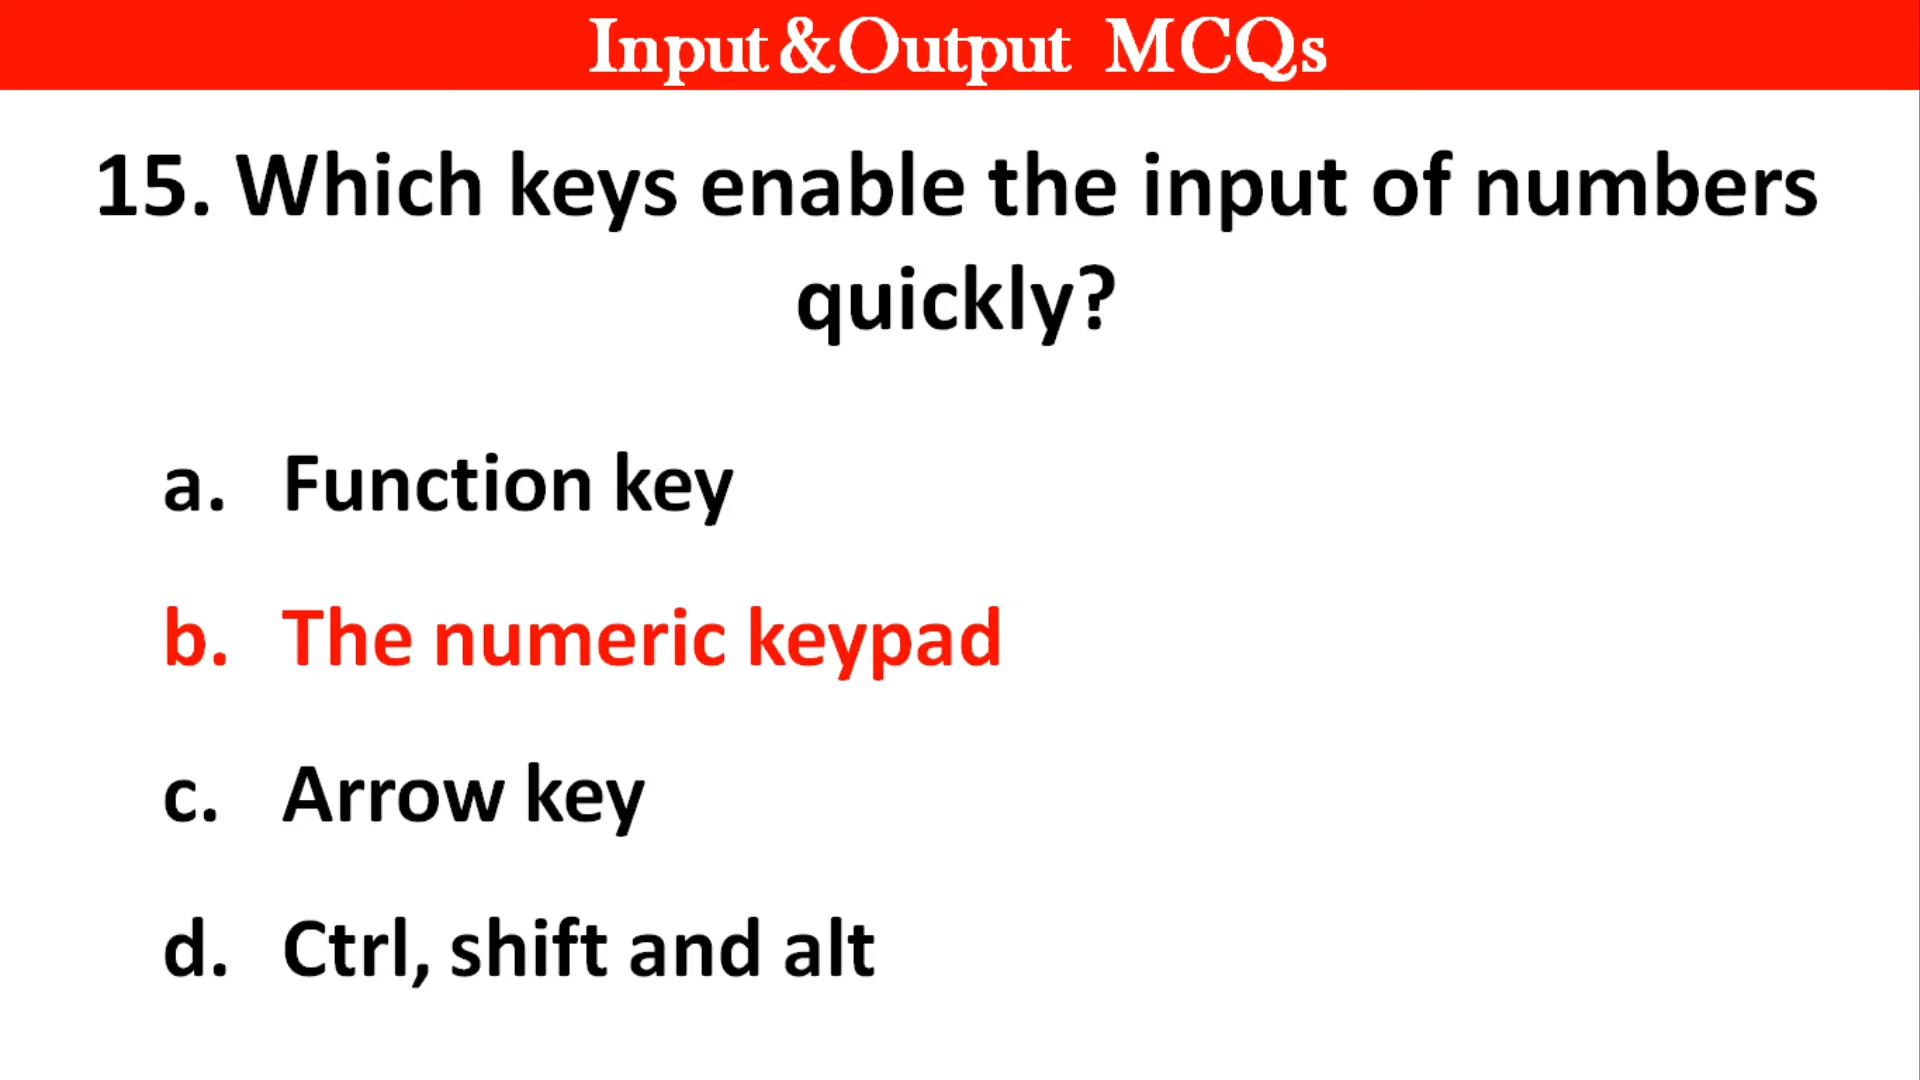 Input&Output MCQs
15. Which keys enable the input of numbers
quickly?
a. Function key
b. The numeric keypad
c. Arrow key
d. Ctrl, shift and alt